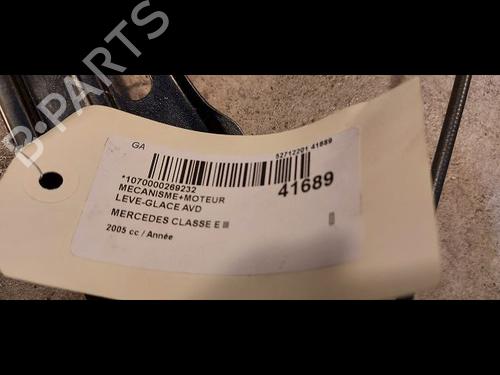 B-PARTS
GA
52712201 41689
*1070000269232
MECANISME+MOTEUR
LEVE-GLACE AVD
41689
MERCEDES CLASSE E III
2005 cc / Année